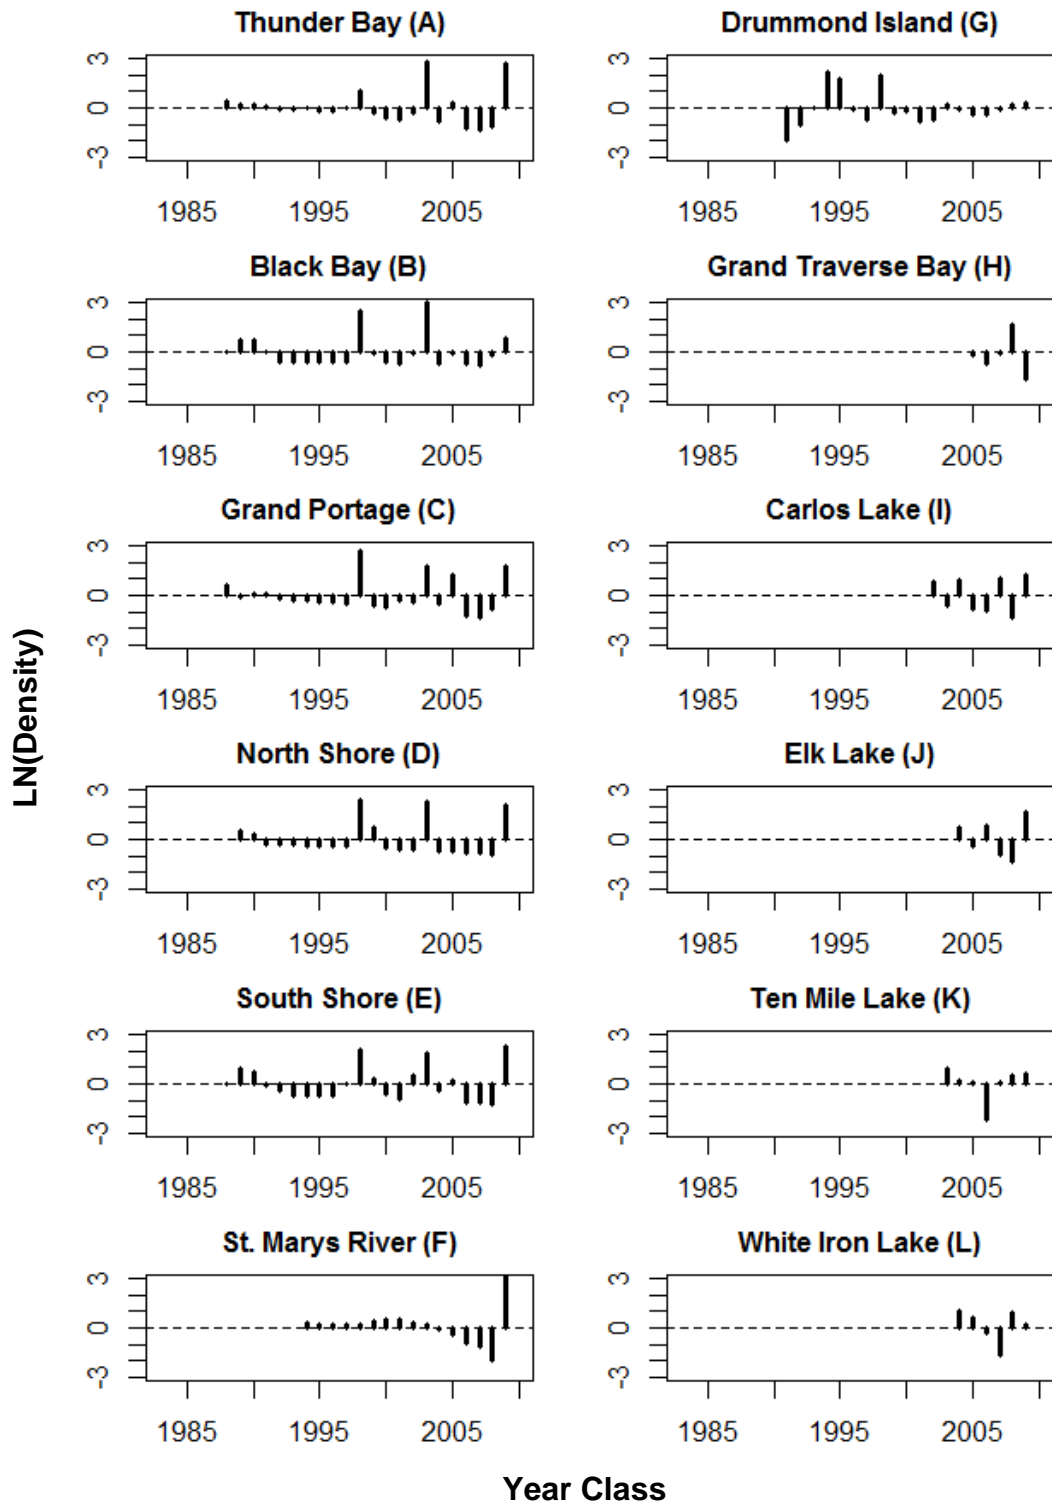 Thunder Bay (A)
3
0
-3
1985 1995 2005
Drummond Island (G)
3
0
-3
1985 1995 2005
Black Bay (B)
3
0
-3
1985 1995 2005
Grand Traverse Bay (H)
3
0
-3
1985 1995 2005
Grand Portage (C)
3
0
-3
1985 1995 2005
Carlos Lake (I)
3
0
-3
1985 1995 2005
LN(Density)
North Shore (D)
3
0
-3
1985 1995 2005
Elk Lake (J)
3
0
-3
1985 1995 2005
South Shore (E)
3
0
-3
1985 1995 2005
Ten Mile Lake (K)
3
0
-3
1985 1995 2005
St. Marys River (F)
3
0
-3
1985 1995 2005
White Iron Lake (L)
3
0
-3
1985 1995 2005
Year Class